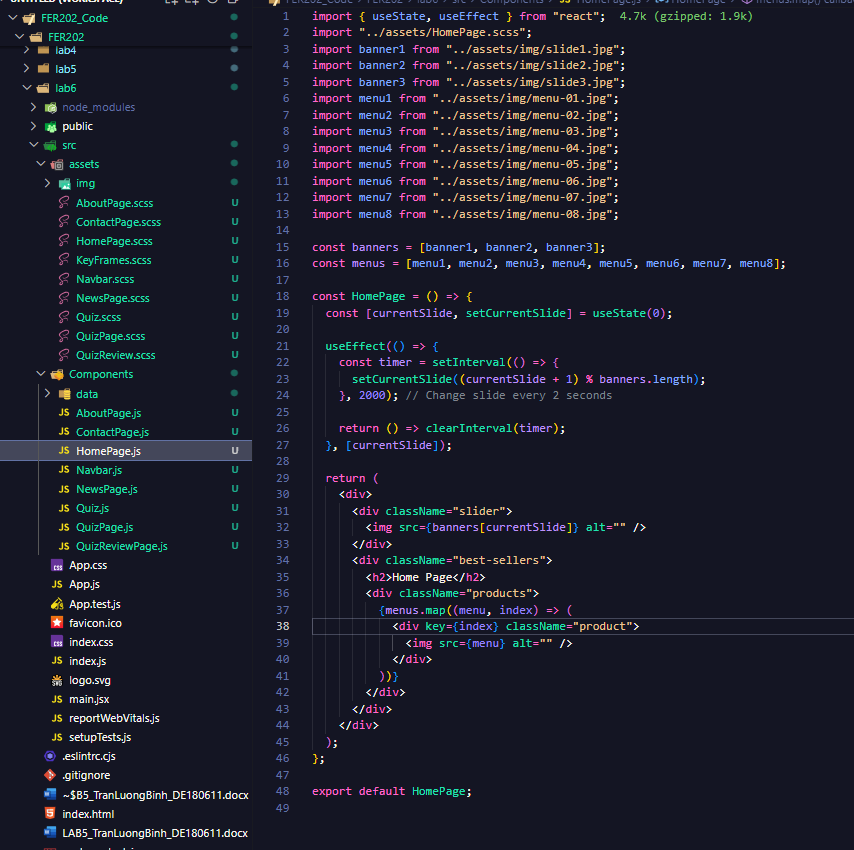 FER202_Code
FER202
lab4
lab5
lab6
node_modules
public
src
assets
img
AboutPage.scss U
ContactPage.scss U
HomePage.scss U
KeyFrames.scss U
Navbar.scss U
NewsPage.scss U
Quiz.scss U
QuizPage.scss U
QuizReview.scss U
Components
data
JS AboutPage.js U
JS ContactPage.js U
JS HomePage.js U
JS Navbar.js U
JS NewsPage.js U
JS Quiz.js U
JS QuizPage.js U
JS QuizReviewPage.js U
CSS App.css
JS App.js
App.test.js
favicon.ico
CSS index.css
JS index.js
logo.svg
JS main.jsx
JS reportWebVitals.js
JS setupTests.js
.eslintrc.cjs
.gitignore
~$B5_TranLuongBinh_DE180611.docx
index.html
LAB5_TranLuongBinh_DE180611.docx
1 import { useState, useEffect } from "react"; 4.7k (gzipped: 1.9k)
2 import "../assets/HomePage.scss";
3 import banner1 from "../assets/img/slide1.jpg";
4 import banner2 from "../assets/img/slide2.jpg";
5 import banner3 from "../assets/img/slide3.jpg";
6 import menu1 from "../assets/img/menu-01.jpg";
7 import menu2 from "../assets/img/menu-02.jpg";
8 import menu3 from "../assets/img/menu-03.jpg";
9 import menu4 from "../assets/img/menu-04.jpg";
10 import menu5 from "../assets/img/menu-05.jpg";
11 import menu6 from "../assets/img/menu-06.jpg";
12 import menu7 from "../assets/img/menu-07.jpg";
13 import menu8 from "../assets/img/menu-08.jpg";
14
15 const banners = [banner1, banner2, banner3];
16 const menus = [menu1, menu2, menu3, menu4, menu5, menu6, menu7, menu8];
17
18 const HomePage = () => {
19 const [currentSlide, setCurrentSlide] = useState(0);
20
21 useEffect(() => {
22 const timer = setInterval(() => {
23 setCurrentSlide((currentSlide + 1) % banners.length);
24 }, 2000); // Change slide every 2 seconds
25
26 return () => clearInterval(timer);
27 }, [currentSlide]);
28
29 return (
30 <div>
31 <div className="slider">
32 <img src={banners[currentSlide]} alt="" />
33 </div>
34 <div className="best-sellers">
35 <h2>Home Page</h2>
36 <div className="products">
37 {menus.map((menu, index) => (
38 <div key={index} className="product">
39 <img src={menu} alt="" />
40 </div>
41 ))}
42 </div>
43 </div>
44 </div>
45 );
46 };
47
48 export default HomePage;
49